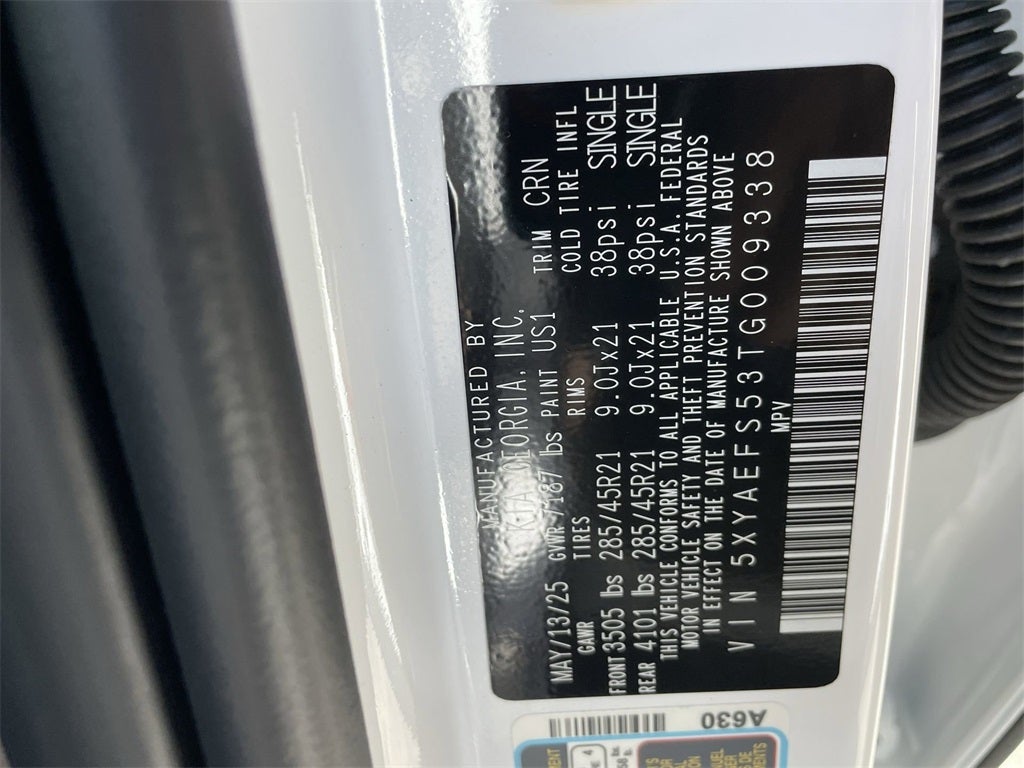 MANUFACTURED BY
KIA GEORGIA, INC.
MAY/13/25 GVWR 7187 lbs PAINT US1 TRIM CRN
GAWR TIRES RIMS COLD TIRE INFL
FRONT 3505 lbs 285/45R21 9.0Jx21 38psi SINGLE
REAR 4101 lbs 285/45R21 9.0Jx21 38psi SINGLE
THIS VEHICLE CONFORMS TO ALL APPLICABLE U.S.A. FEDERAL
MOTOR VEHICLE SAFETY AND THEFT PREVENTION STANDARDS
IN EFFECT ON THE DATE OF MANUFACTURE SHOWN ABOVE
VIN 5XYAEFS53TG009338
MPV
A630